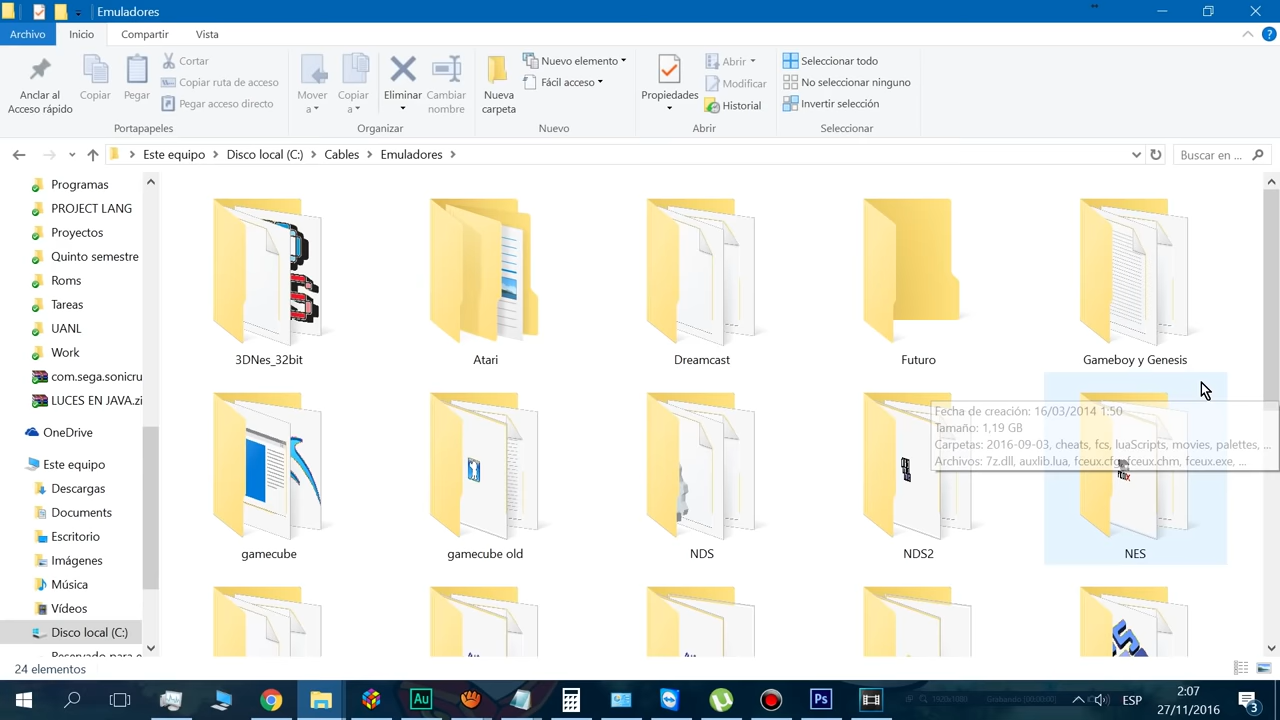 Emuladores
Archivo
Inicio
Compartir
Vista
Anclar al
Acceso rápido
Copiar
Pegar
Cortar
Copiar ruta de acceso
Pegar acceso directo
Portapapeles
Mover
a
Copiar
a
Eliminar
Cambiar
nombre
Organizar
Nueva
carpeta
Nuevo elemento
Fácil acceso
Nuevo
Propiedades
Abrir
Modificar
Historial
Abrir
Seleccionar todo
No seleccionar ninguno
Invertir selección
Seleccionar
Este equipo
Disco local (C:)
Cables
Emuladores
Buscar en ...
Programas
PROJECT LANG
Proyectos
Quinto semestre
Roms
Tareas
UANL
Work
com.sega.sonicru
LUCES EN JAVA.zi
OneDrive
Este equipo
Descargas
Documents
Escritorio
Imágenes
Música
Vídeos
Disco local (C:)
3DNes_32bit
Atari
Dreamcast
Futuro
Gameboy y Genesis
Fecha de creación: 16/03/2014 1:50
Tamaño: 1,19 GB
Carpetas: 2016-09-03, cheats, fcs, luaScripts, movies, palettes, ...
Archivos: 7z.dll, auxlib.lua, fceux.cfg, fceux.chm, fceux.exe, ...
gamecube
gamecube old
NDS
NDS2
NES
24 elementos
Au
Ps
1920x1080
Grabando [00:00:00]
ESP
2:07
27/11/2016
3